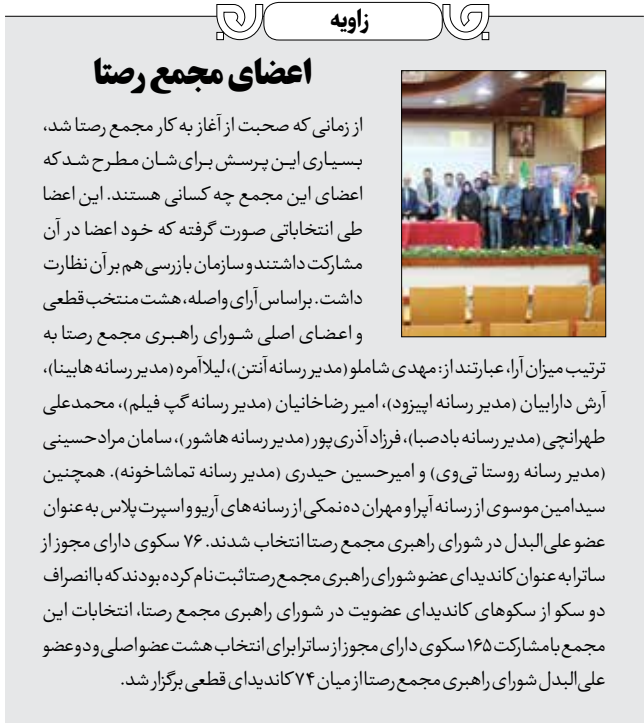 زاویه
اعضای مجمع رصتا
از زمانی که صحبت از آغاز به کار مجمع رصتا شد،
بسیاری این پرسش برای‌شان مطرح شد که
اعضای این مجمع چه کسانی هستند. این اعضا
طی انتخاباتی صورت گرفته که خود اعضا در آن
مشارکت داشتند و سازمان بازرسی هم بر آن نظارت
داشت. براساس آرای واصله، هشت منتخب قطعی
و اعضای اصلی شورای راهبری مجمع رصتا به
ترتیب میزان آرا، عبارتند از: مهدی شاملو (مدیر رسانه آنتن)، لیلا آمره (مدیر رسانه هابینا)،
آرش دارابیان (مدیر رسانه اپیزود)، امیر رضاخانیان (مدیر رسانه گپ فیلم)، محمدعلی
طهرانچی (مدیر رسانه بادصبا)، فرزاد آذری‌پور (مدیر رسانه هاشور)، سامان مرادحسینی
(مدیر رسانه روستا تی‌وی) و امیرحسین حیدری (مدیر رسانه تماشاخونه). همچنین
سیدامین موسوی از رسانه آپرا و مهران ده‌نمکی از رسانه‌های آریو و اسپرت پلاس به عنوان
عضو علی‌البدل در شورای راهبری مجمع رصتا انتخاب شدند. ۷۶ سکوی دارای مجوز از
ساترا به عنوان کاندیدای عضو شورای راهبری مجمع رصتا ثبت نام کرده بودند که با انصراف
دو سکو از سکوهای کاندیدای عضویت در شورای راهبری مجمع رصتا، انتخابات این
مجمع با مشارکت ۱۶۵ سکوی دارای مجوز از ساترا برای انتخاب هشت عضو اصلی و دو عضو
علی‌البدل شورای راهبری مجمع رصتا از میان ۷۴ کاندیدای قطعی برگزار شد.